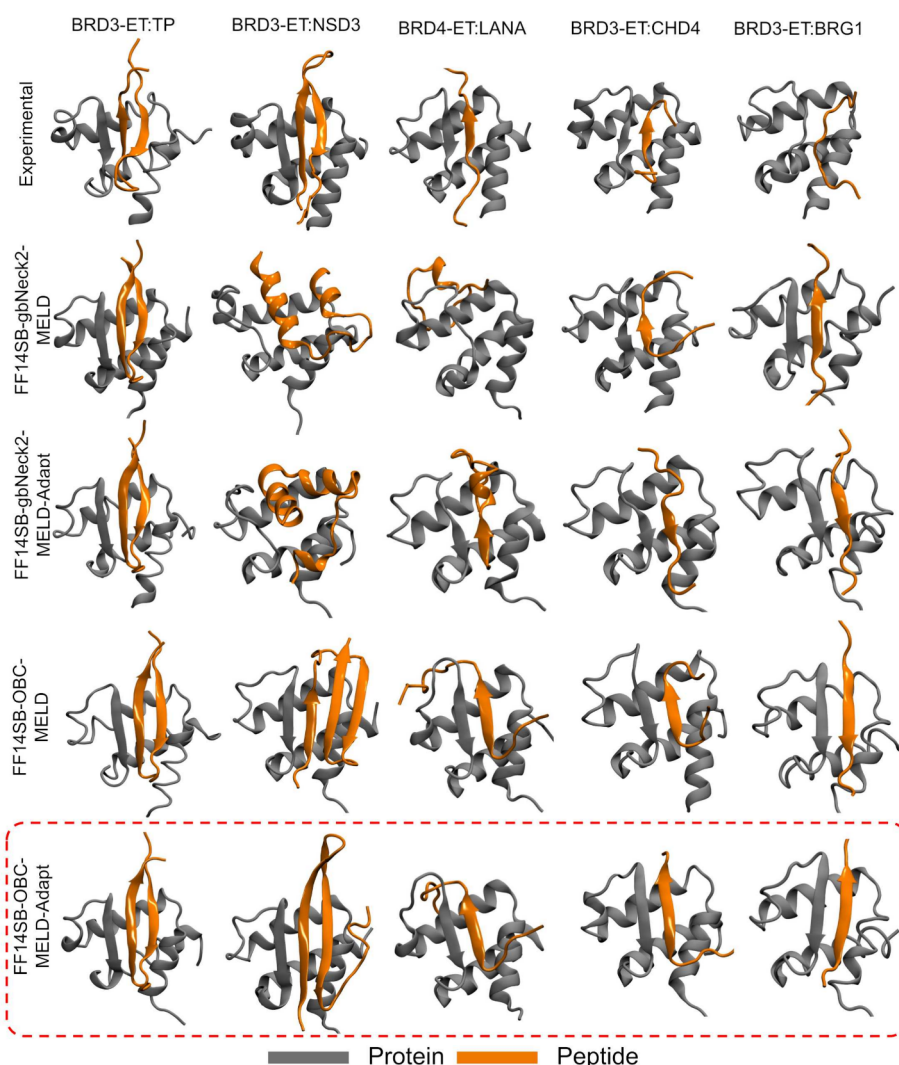 BRD3-ET:TP BRD3-ET:NSD3 BRD4-ET:LANA BRD3-ET:CHD4 BRD3-ET:BRG1
Experimental
FF14SB-gbNeck2-
MELD
FF14SB-gbNeck2-
MELD-Adapt
FF14SB-OBC-
MELD
FF14SB-OBC-
MELD-Adapt
Protein Peptide